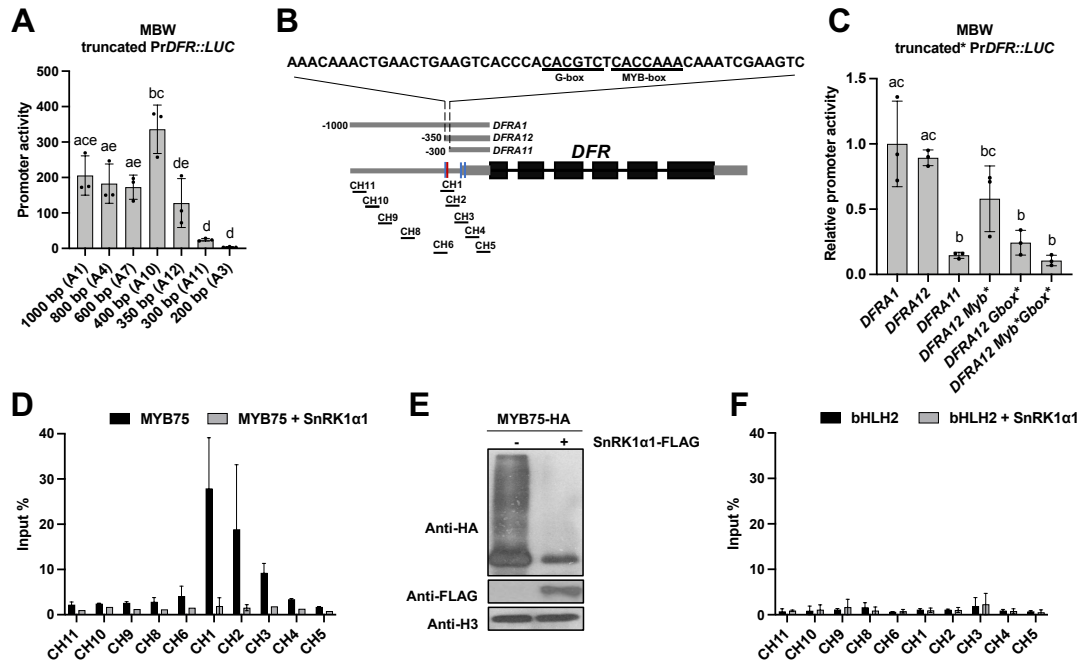 A
MBW
truncated PrDFR::LUC
Promoter activity
500
400
300
200
100
0
ace
ae
ae
bc
de
d
d
1000 bp (A1)
800 bp (A4)
600 bp (A7)
400 bp (A10)
350 bp (A12)
300 bp (A11)
200 bp (A3)
B
AAACAAACTGAACTGAAGTCACCCACACGTCTCACCAAACAAATCGAAGTC
G-box
MYB-box
-1000
DFRA1
-350
DFRA12
-300
DFRA11
DFR
CH11
CH10
CH9
CH8
CH6
CH1
CH2
CH3
CH4
CH5
C
MBW
truncated* PrDFR::LUC
Relative promoter activity
1.5
1.0
0.5
0.0
ac
ac
b
bc
b
b
DFRA1
DFRA12
DFRA11
DFRA12 Myb*
DFRA12 Gbox*
DFRA12 Myb*Gbox*
D
MYB75
MYB75 + SnRK1α1
Input %
40
30
20
10
0
CH11
CH10
CH9
CH8
CH6
CH1
CH2
CH3
CH4
CH5
E
MYB75-HA
- + SnRK1α1-FLAG
Anti-HA
Anti-FLAG
Anti-H3
F
bHLH2
bHLH2 + SnRK1α1
Input %
40
30
20
10
0
CH11
CH10
CH9
CH8
CH6
CH1
CH2
CH3
CH4
CH5